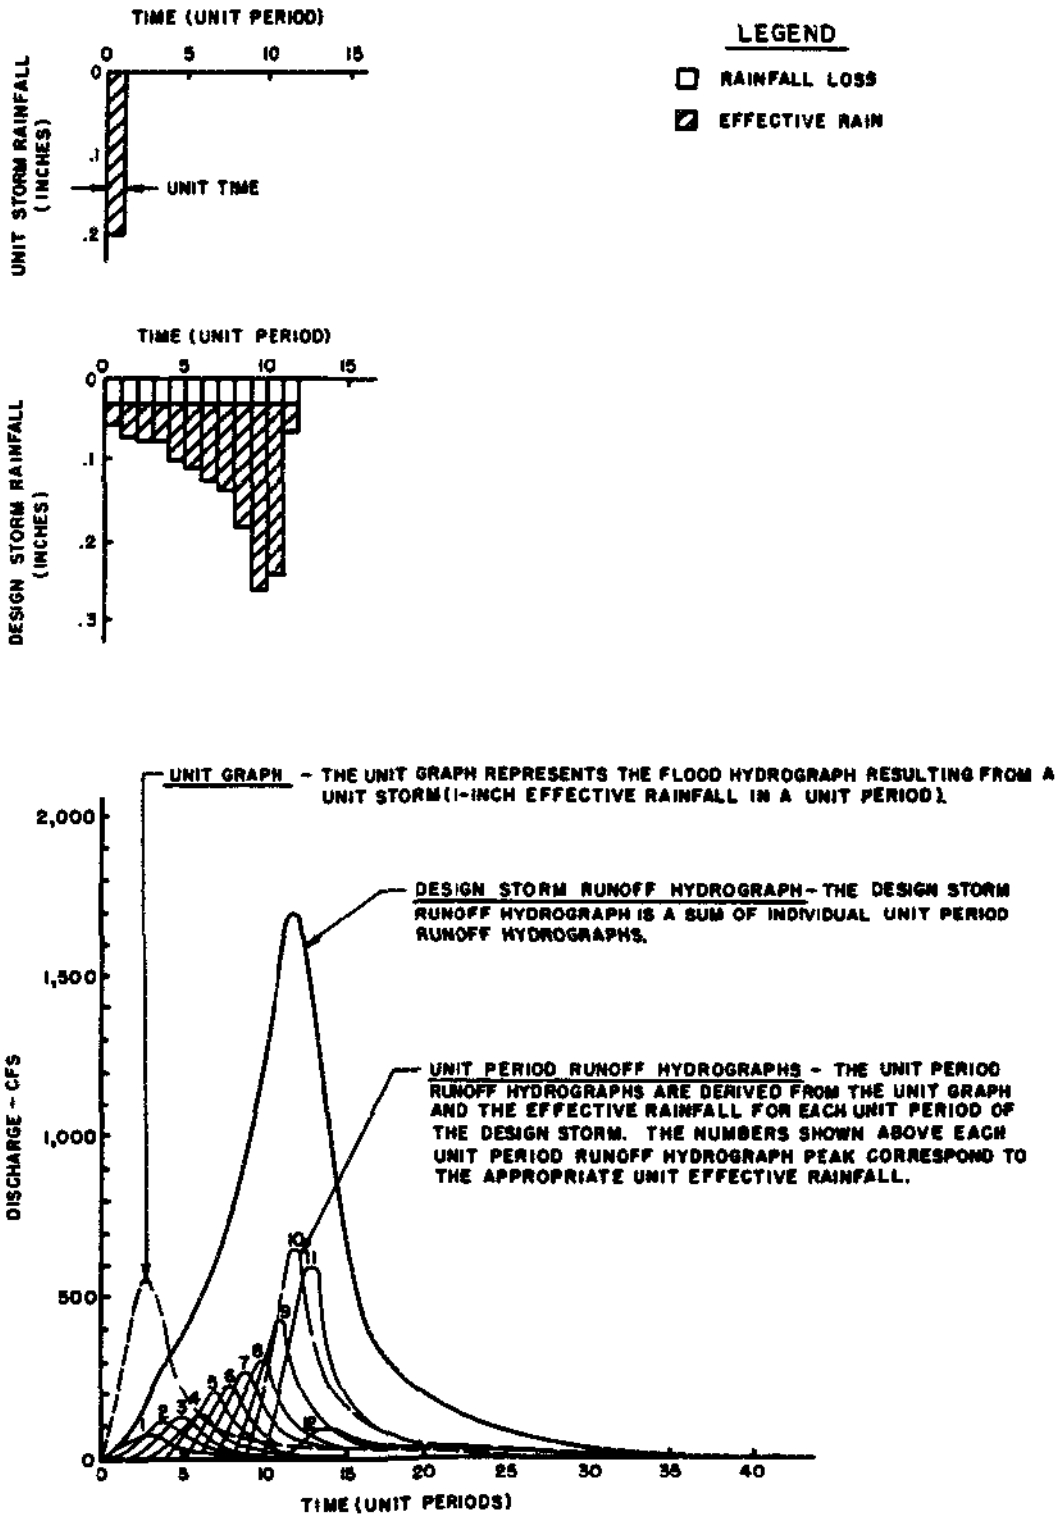 TIME (UNIT PERIOD)
0 5 10 15
0
.1
.2
UNIT STORM RAINFALL
(INCHES)
UNIT TIME
LEGEND
RAINFALL LOSS
EFFECTIVE RAIN
TIME (UNIT PERIOD)
0 5 10 15
0
.1
.2
.3
DESIGN STORM RAINFALL
(INCHES)
UNIT GRAPH - THE UNIT GRAPH REPRESENTS THE FLOOD HYDROGRAPH RESULTING FROM A
UNIT STORM (1-INCH EFFECTIVE RAINFALL IN A UNIT PERIOD).
DESIGN STORM RUNOFF HYDROGRAPH - THE DESIGN STORM
RUNOFF HYDROGRAPH IS A SUM OF INDIVIDUAL UNIT PERIOD
RUNOFF HYDROGRAPHS.
UNIT PERIOD RUNOFF HYDROGRAPHS - THE UNIT PERIOD
RUNOFF HYDROGRAPHS ARE DERIVED FROM THE UNIT GRAPH
AND THE EFFECTIVE RAINFALL FOR EACH UNIT PERIOD OF
THE DESIGN STORM. THE NUMBERS SHOWN ABOVE EACH
UNIT PERIOD RUNOFF HYDROGRAPH PEAK CORRESPOND TO
THE APPROPRIATE UNIT EFFECTIVE RAINFALL.
2,000
1,500
1,000
500
0
DISCHARGE - CFS
1 2 3 4 5 6 7 8 9 10 11
0 5 10 15 20 25 30 35 40
TIME (UNIT PERIODS)